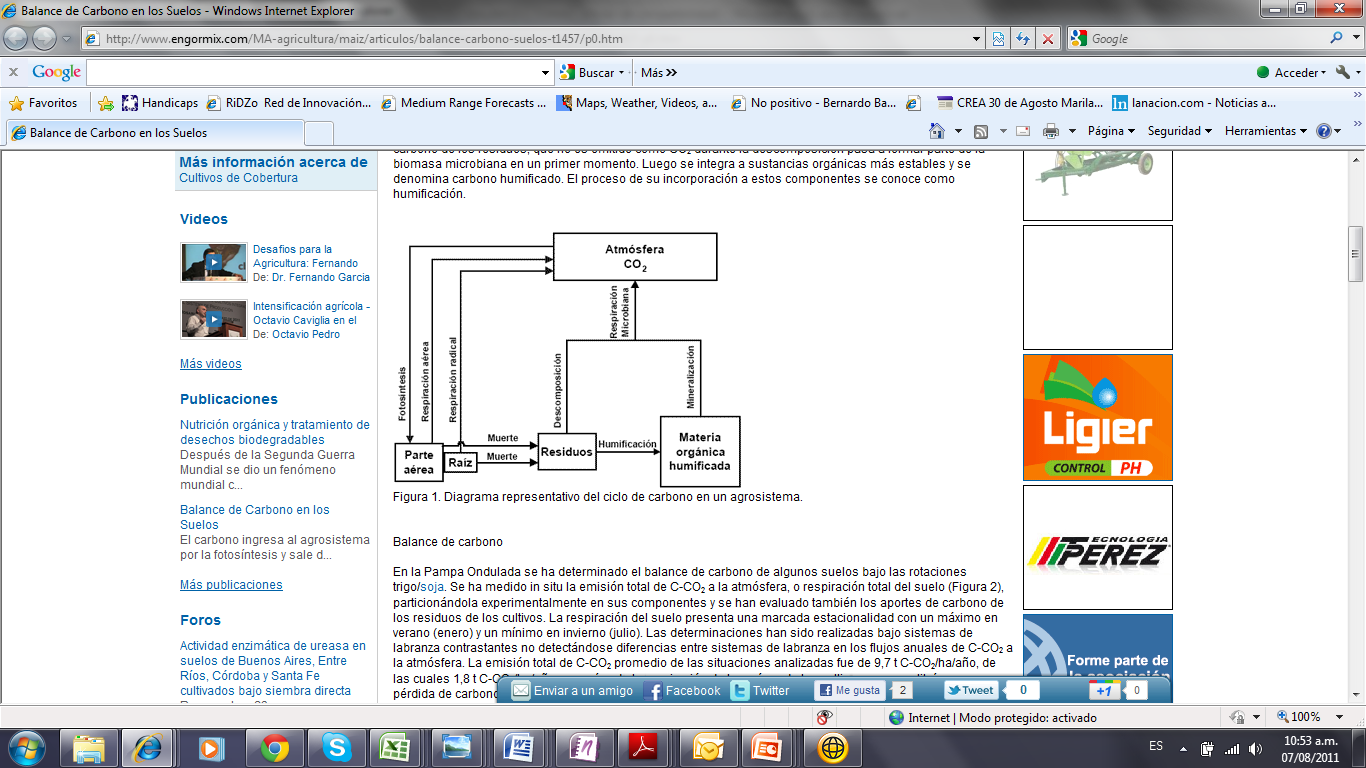 Balance de Carbono en los Suelos - Windows Internet Explorer
http://www.engormix.com/MA-agricultura/maiz/articulos/balance-carbono-suelos-t1457/p0.htm
Google
x Google
Buscar
Más
Acceder
Favoritos
Handicaps
RiDZo Red de Innovación...
Medium Range Forecasts ...
Maps, Weather, Videos, a...
No positivo - Bernardo Ba...
CREA 30 de Agosto Marila...
lanacion.com - Noticias a...
Balance de Carbono en los Suelos
Página
Seguridad
Herramientas
Más información acerca de
Cultivos de Cobertura
Videos
Desafios para la
Agricultura: Fernando
De: Dr. Fernando Garcia
Intensificación agrícola -
Octavio Caviglia en el
De: Octavio Pedro
Más videos
Publicaciones
Nutrición orgánica y tratamiento de
desechos biodegradables
Después de la Segunda Guerra
Mundial se dio un fenómeno
mundial c...
Balance de Carbono en los
Suelos
El carbono ingresa al agrosistema
por la fotosíntesis y sale d...
Más publicaciones
Foros
Actividad enzimática de ureasa en
suelos de Buenos Aires, Entre
Ríos, Córdoba y Santa Fe
cultivados bajo siembra directa
biomasa microbiana en un primer momento. Luego se integra a sustancias orgánicas más estables y se
denomina carbono humificado. El proceso de su incorporación a estos componentes se conoce como
humificación.
Atmósfera
CO2
Respiración
Microbiana
Fotosintesis
Respiración aérea
Respiración radical
Descomposición
Mineralización
Parte
aérea
Raíz
Muerte
Muerte
Residuos
Humificación
Materia
orgánica
humificada
Figura 1. Diagrama representativo del ciclo de carbono en un agrosistema.
Balance de carbono
En la Pampa Ondulada se ha determinado el balance de carbono de algunos suelos bajo las rotaciones
trigo/soja. Se ha medido in situ la emisión total de C-CO2 a la atmósfera, o respiración total del suelo (Figura 2),
particionándola experimentalmente en sus componentes y se han evaluado también los aportes de carbono de
los residuos de los cultivos. La respiración del suelo presenta una marcada estacionalidad con un máximo en
verano (enero) y un mínimo en invierno (julio). Las determinaciones han sido realizadas bajo sistemas de
labranza contrastantes no detectándose diferencias entre sistemas de labranza en los flujos anuales de C-CO2 a
la atmósfera. La emisión total de C-CO2 promedio de las situaciones analizadas fue de 9,7 t C-CO2/ha/año, de
las cuales 1,8 t
pérdida de carbono
Ligier
CONTROL PH
TECNOLOGIA
PEREZ
Forme parte de
la asociación
Enviar a un amigo
Facebook
Twitter
Me gusta
2
Tweet
0
+1
0
Internet | Modo protegido: activado
100%
ES
10:53 a.m.
07/08/2011